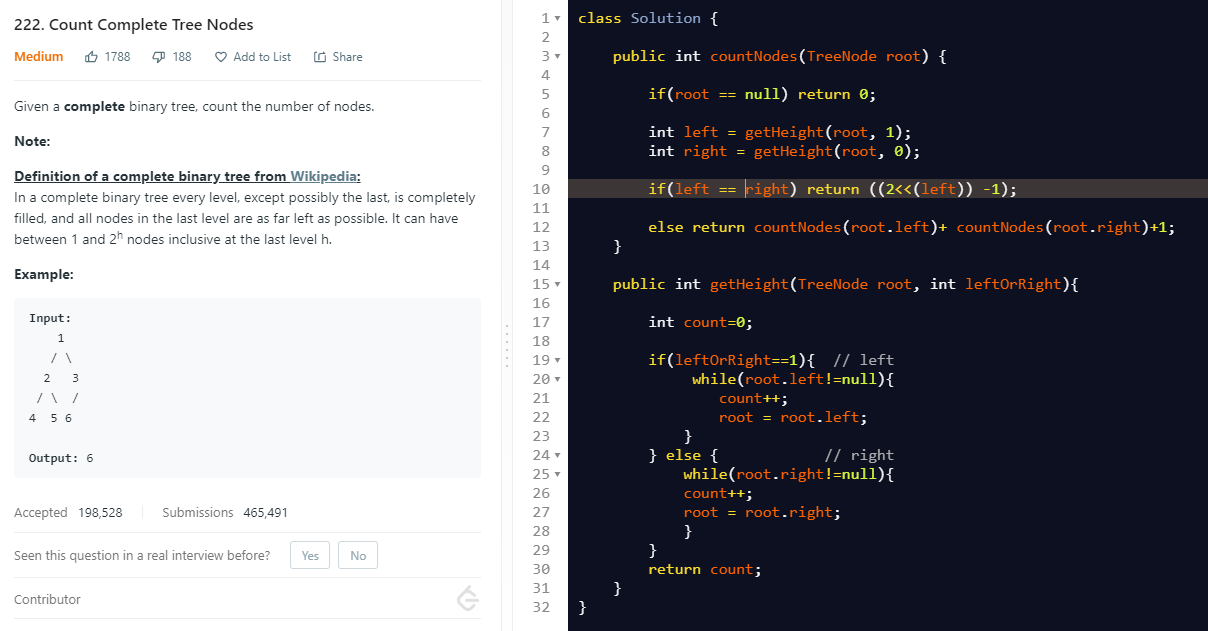 222. Count Complete Tree Nodes
Medium 1788 188 Add to List Share
Given a complete binary tree, count the number of nodes.
Note:
Definition of a complete binary tree from Wikipedia:
In a complete binary tree every level, except possibly the last, is completely
filled, and all nodes in the last level are as far left as possible. It can have
between 1 and 2h nodes inclusive at the last level h.
Example:
Input:
1
/ \
2 3
/ \ /
4 5 6
Output: 6
Accepted 198,528 Submissions 465,491
Seen this question in a real interview before? Yes No
Contributor
1 class Solution {
2
3 public int countNodes(TreeNode root) {
4
5 if(root == null) return 0;
6
7 int left = getHeight(root, 1);
8 int right = getHeight(root, 0);
9
10 if(left == right) return ((2<<(left)) -1);
11
12 else return countNodes(root.left)+ countNodes(root.right)+1;
13 }
14
15 public int getHeight(TreeNode root, int leftOrRight){
16
17 int count=0;
18
19 if(leftOrRight==1){ // left
20 while(root.left!=null){
21 count++;
22 root = root.left;
23 }
24 } else { // right
25 while(root.right!=null){
26 count++;
27 root = root.right;
28 }
29 }
30 return count;
31 }
32 }